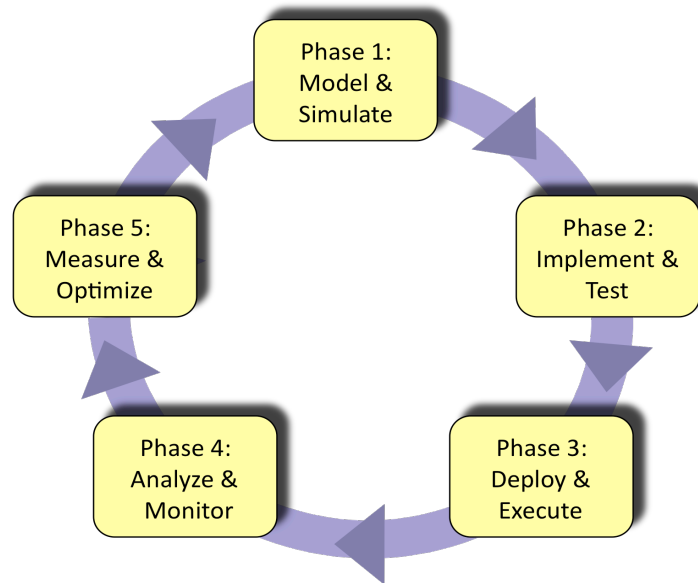 Phase 1:
Model &
Simulate
Phase 2:
Implement &
Test
Phase 3:
Deploy &
Execute
Phase 4:
Analyze &
Monitor
Phase 5:
Measure &
Optimize